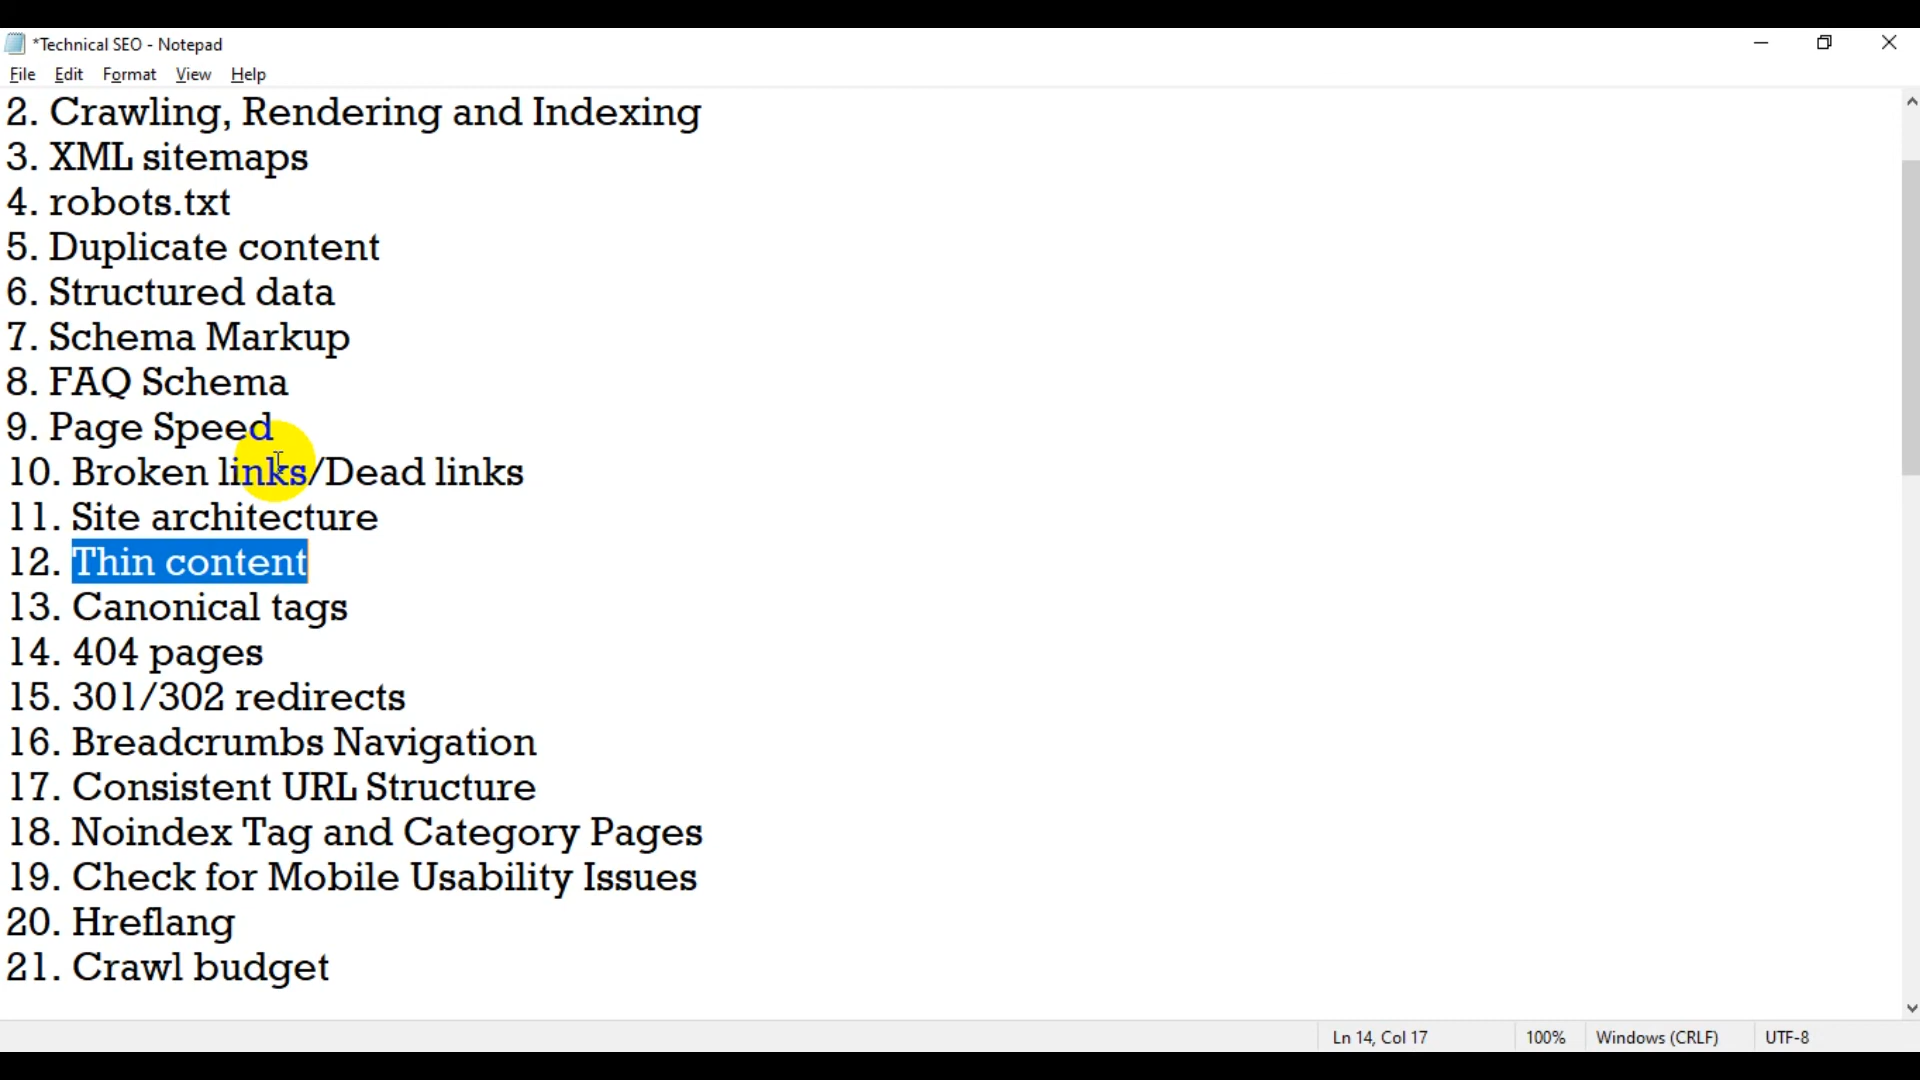 *Technical SEO - Notepad
File Edit Format View Help
2. Crawling, Rendering and Indexing
3. XML sitemaps
4. robots.txt
5. Duplicate content
6. Structured data
7. Schema Markup
8. FAQ Schema
9. Page Speed
10. Broken links/Dead links
11. Site architecture
12. Thin content
13. Canonical tags
14. 404 pages
15. 301/302 redirects
16. Breadcrumbs Navigation
17. Consistent URL Structure
18. Noindex Tag and Category Pages
19. Check for Mobile Usability Issues
20. Hreflang
21. Crawl budget
Ln 14, Col 17 100% Windows (CRLF) UTF-8